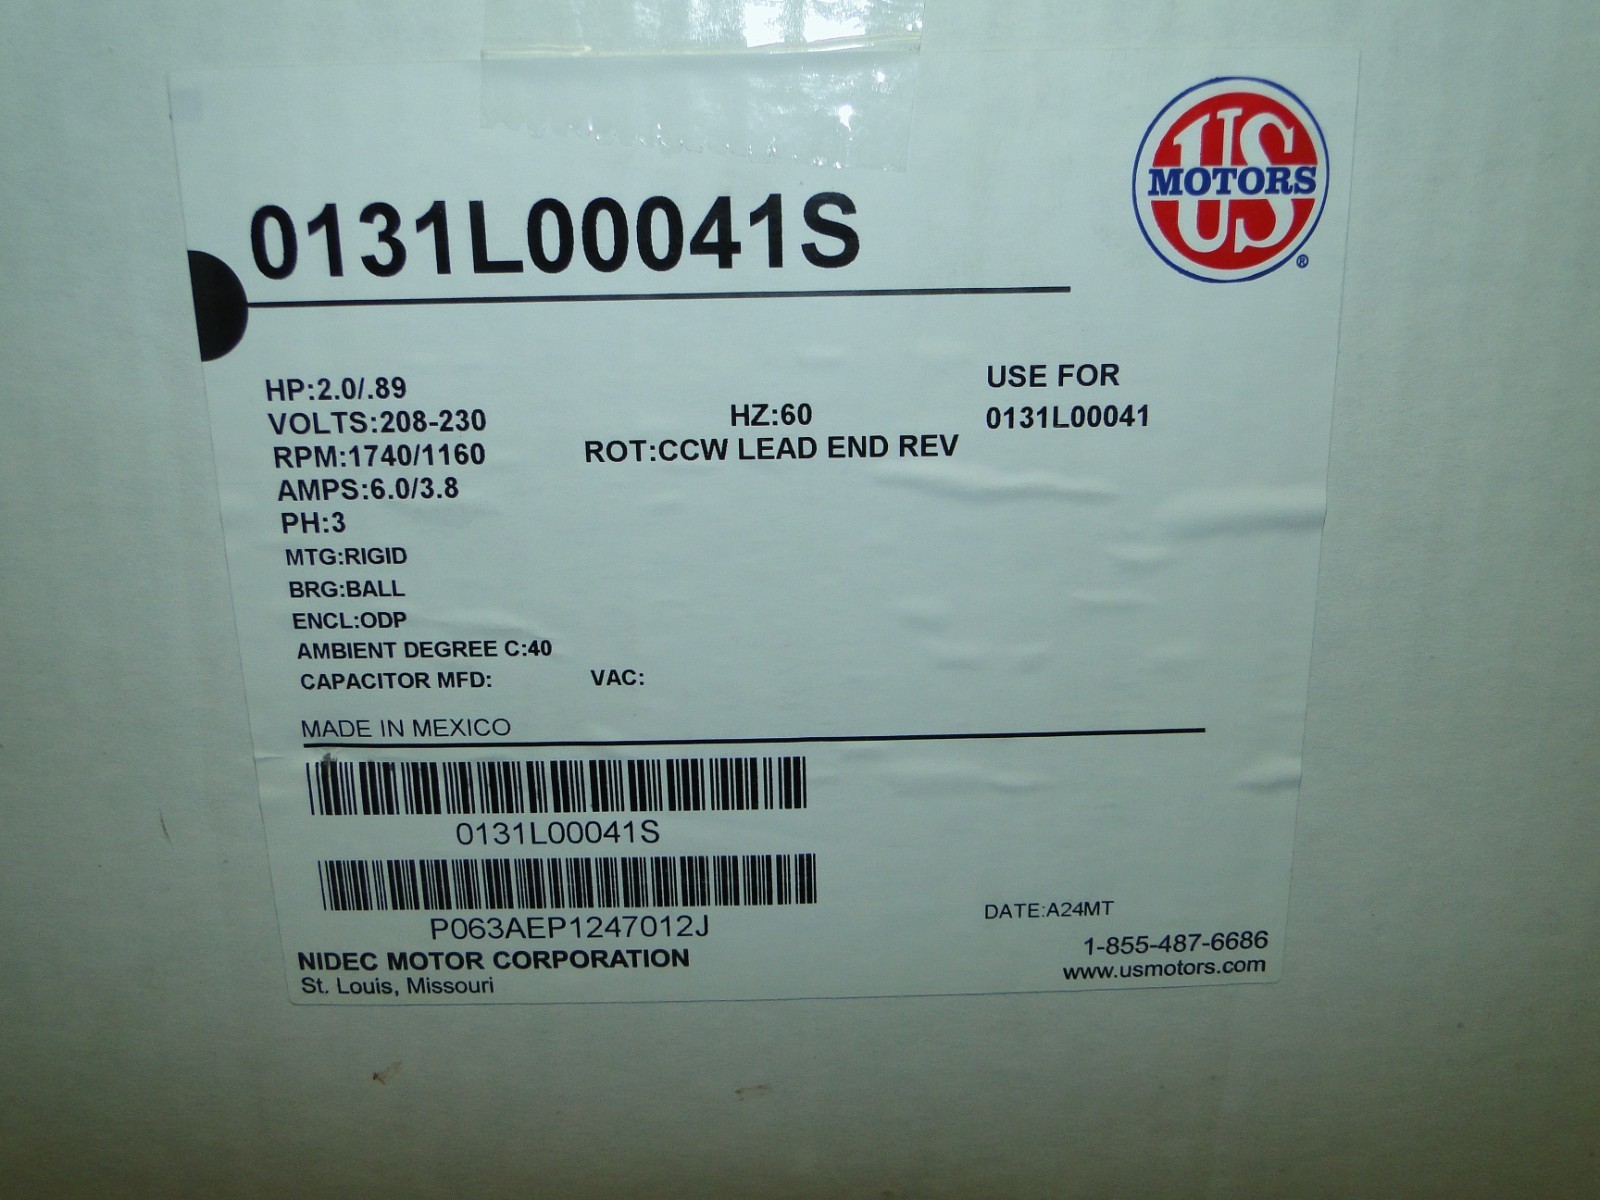 0131L00041S
US
MOTORS
®
HP:2.0/.89
VOLTS:208-230
RPM:1740/1160
AMPS:6.0/3.8
PH:3
MTG:RIGID
BRG:BALL
ENCL:ODP
AMBIENT DEGREE C:40
CAPACITOR MFD: VAC:
HZ:60
ROT:CCW LEAD END REV
USE FOR
0131L00041
MADE IN MEXICO
0131L00041S
P063AEP1247012J
NIDEC MOTOR CORPORATION
St. Louis, Missouri
DATE:A24MT
1-855-487-6686
www.usmotors.com